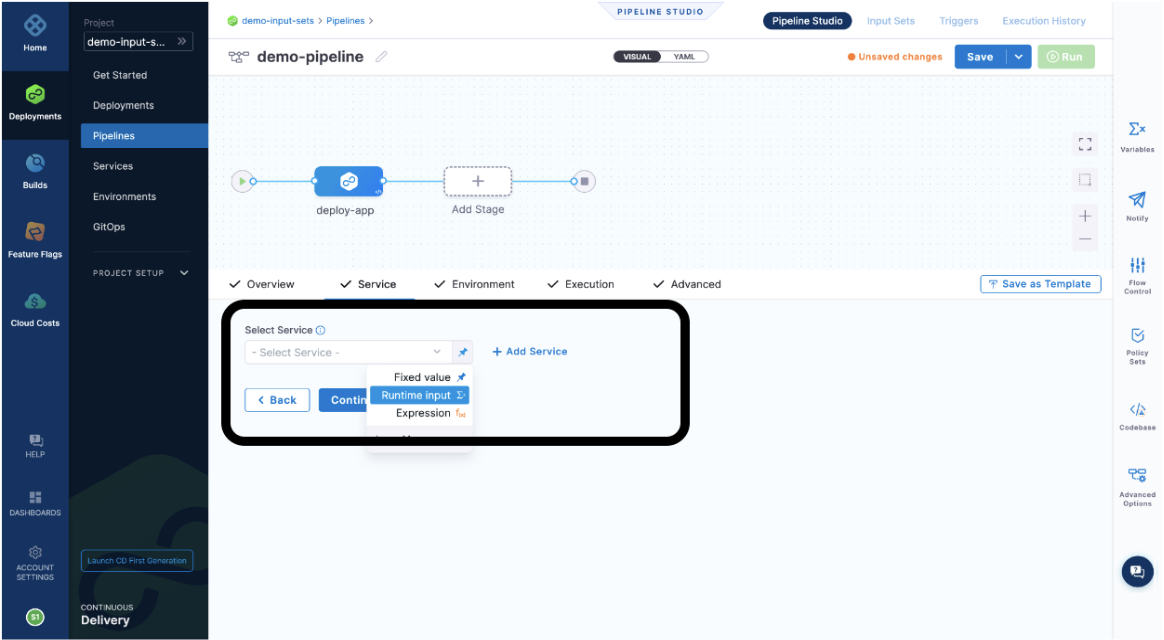 Home
Deployments
Builds
Feature Flags
Cloud Costs
HELP
DASHBOARDS
ACCOUNT
SETTINGS
S1
Project
demo-input-s...
Get Started
Deployments
Pipelines
Services
Environments
GitOps
PROJECT SETUP
Launch CD First Generation
CONTINUOUS
Delivery
demo-input-sets > Pipelines >
PIPELINE STUDIO
Pipeline Studio Input Sets Triggers Execution History
demo-pipeline
VISUAL YAML
Unsaved changes
Save
Run
deploy-app
Add Stage
Overview
Service
Environment
Execution
Advanced
Save as Template
Select Service
- Select Service -
+ Add Service
Fixed value
Runtime input
Expression
Back
Contin
Variables
Notify
Flow
Control
Policy
Sets
Codebase
Advanced
Options